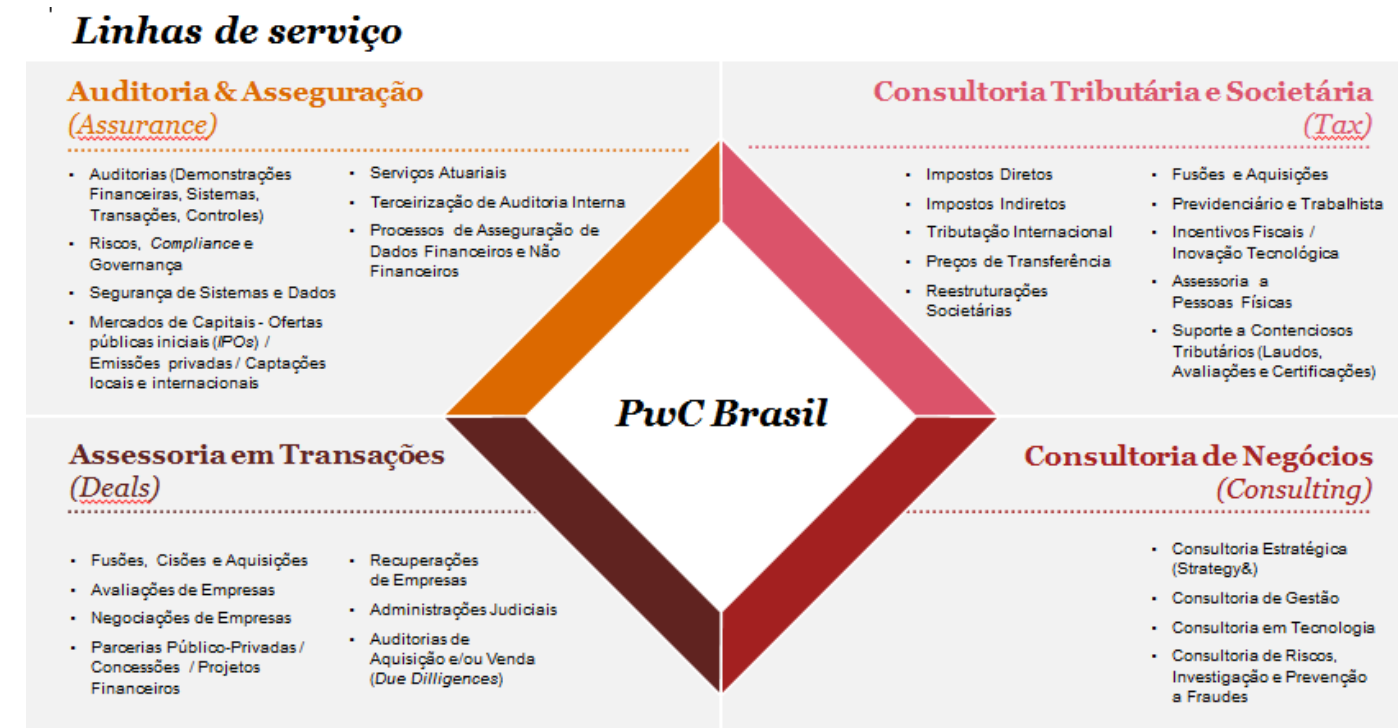 Linhas de serviço
Auditoria & Asseguração
(Assurance)
• Auditorias (Demonstrações
Financeiras, Sistemas,
Transações, Controles)
• Riscos, Compliance e
Governança
• Segurança de Sistemas e Dados
• Mercados de Capitais - Ofertas
públicas iniciais (IPOs) /
Emissões privadas / Captações
locais e internacionais
• Serviços Atuariais
• Terceirização de Auditoria Interna
• Processos de Asseguração de
Dados Financeiros e Não
Financeiros
Consultoria Tributária e Societária
(Tax)
• Impostos Diretos
• Impostos Indiretos
• Tributação Internacional
• Preços de Transferência
• Reestruturações
Societárias
• Fusões e Aquisições
• Previdenciário e Trabalhista
• Incentivos Fiscais /
Inovação Tecnológica
• Assessoria a
Pessoas Físicas
• Suporte a Contenciosos
Tributários (Laudos,
Avaliações e Certificações)
PwC Brasil
Assessoria em Transações
(Deals)
• Fusões, Cisões e Aquisições
• Avaliações de Empresas
• Negociações de Empresas
• Parcerias Público-Privadas /
Concessões / Projetos
Financeiros
• Recuperações
de Empresas
• Administrações Judiciais
• Auditorias de
Aquisição e/ou Venda
(Due Dilligences)
Consultoria de Negócios
(Consulting)
• Consultoria Estratégica
(Strategy&)
• Consultoria de Gestão
• Consultoria em Tecnologia
• Consultoria de Riscos,
Investigação e Prevenção
a Fraudes